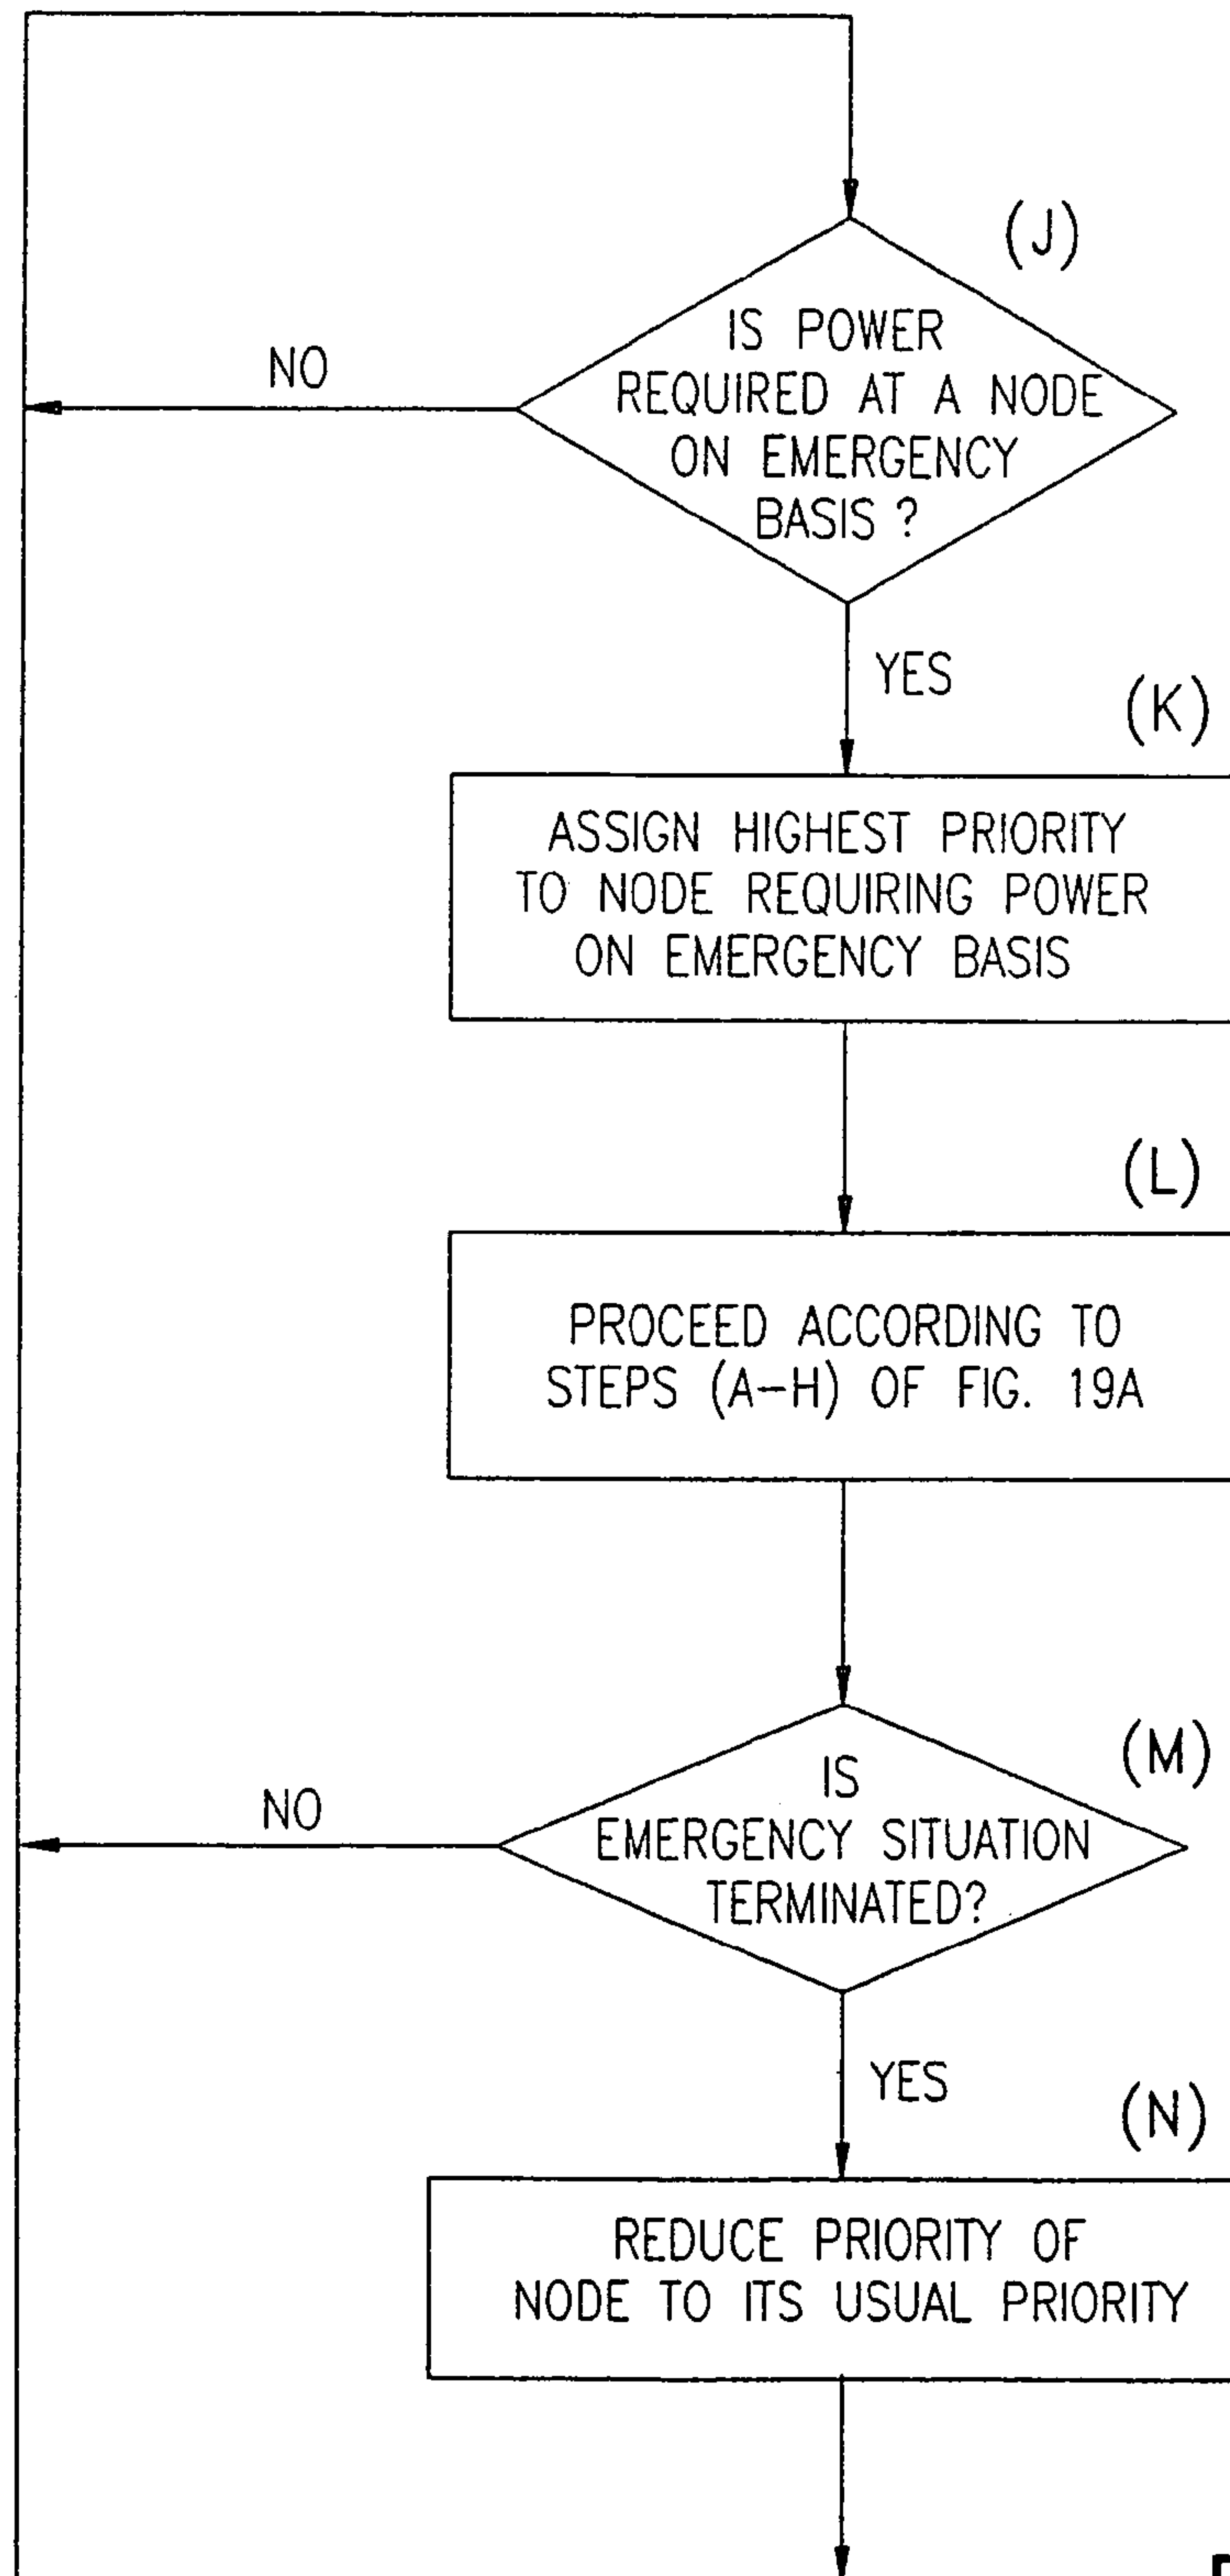 (J)
IS POWER
REQUIRED AT A NODE
ON EMERGENCY
BASIS ?
NO
YES
(K)
ASSIGN HIGHEST PRIORITY
TO NODE REQUIRING POWER
ON EMERGENCY BASIS
(L)
PROCEED ACCORDING TO
STEPS (A-H) OF FIG. 19A
(M)
IS
EMERGENCY SITUATION
TERMINATED?
NO
YES
(N)
REDUCE PRIORITY OF
NODE TO ITS USUAL PRIORITY